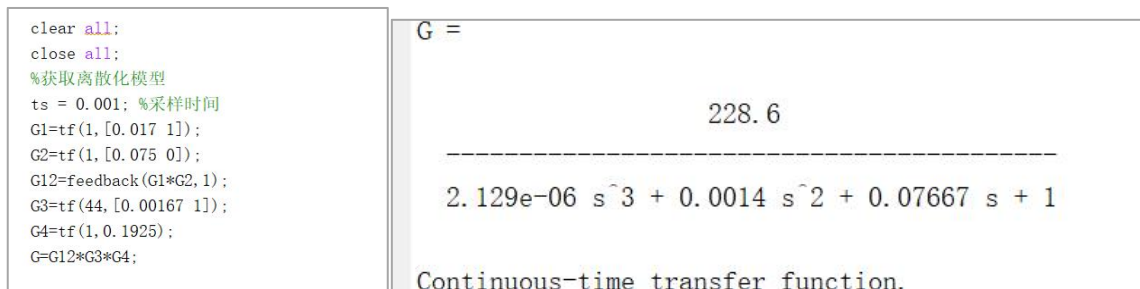 clear all;
close all;
%获取离散化模型
ts = 0.001; %采样时间
G1=tf(1,[0.017 1]);
G2=tf(1,[0.075 0]);
G12=feedback(G1*G2,1);
G3=tf(44,[0.00167 1]);
G4=tf(1,0.1925);
G=G12*G3*G4;
G =
228.6
-----------------------------------------
2.129e-06 s^3 + 0.0014 s^2 + 0.07667 s + 1
Continuous-time transfer function.